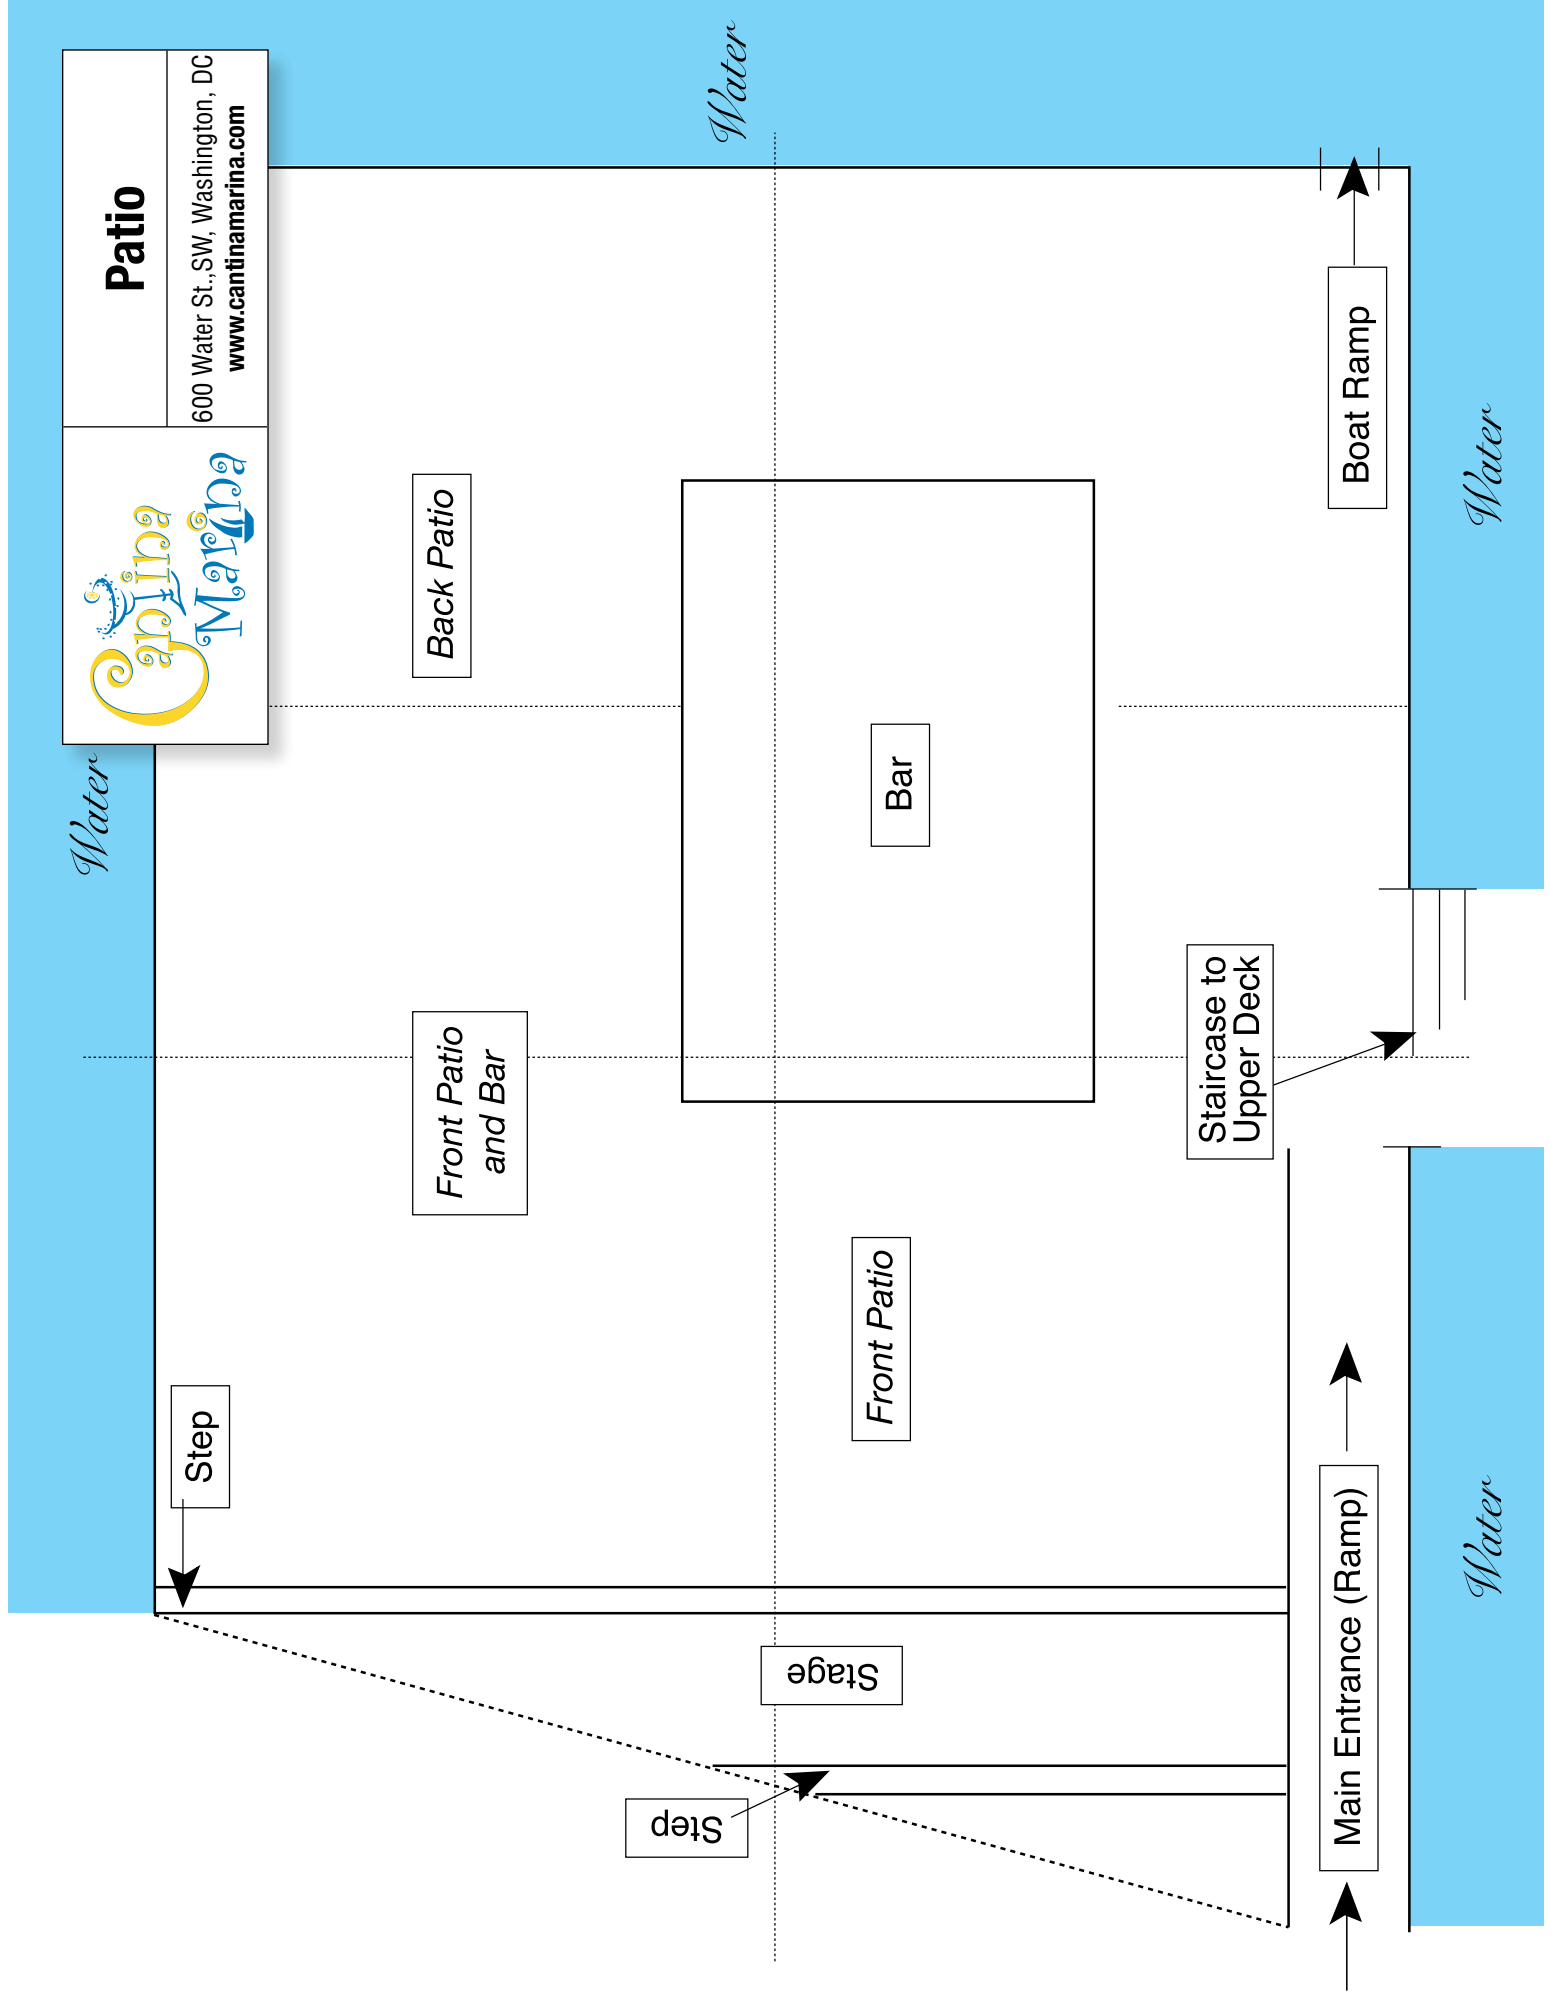 Cantina
Marina
Patio
600 Water St.,SW, Washington, DC
www.cantinamarina.com
Water
Water
Step
Front Patio
and Bar
Back Patio
Stage
Step
Front Patio
Bar
Staircase to
Upper Deck
Main Entrance (Ramp)
Boat Ramp
Water
Water